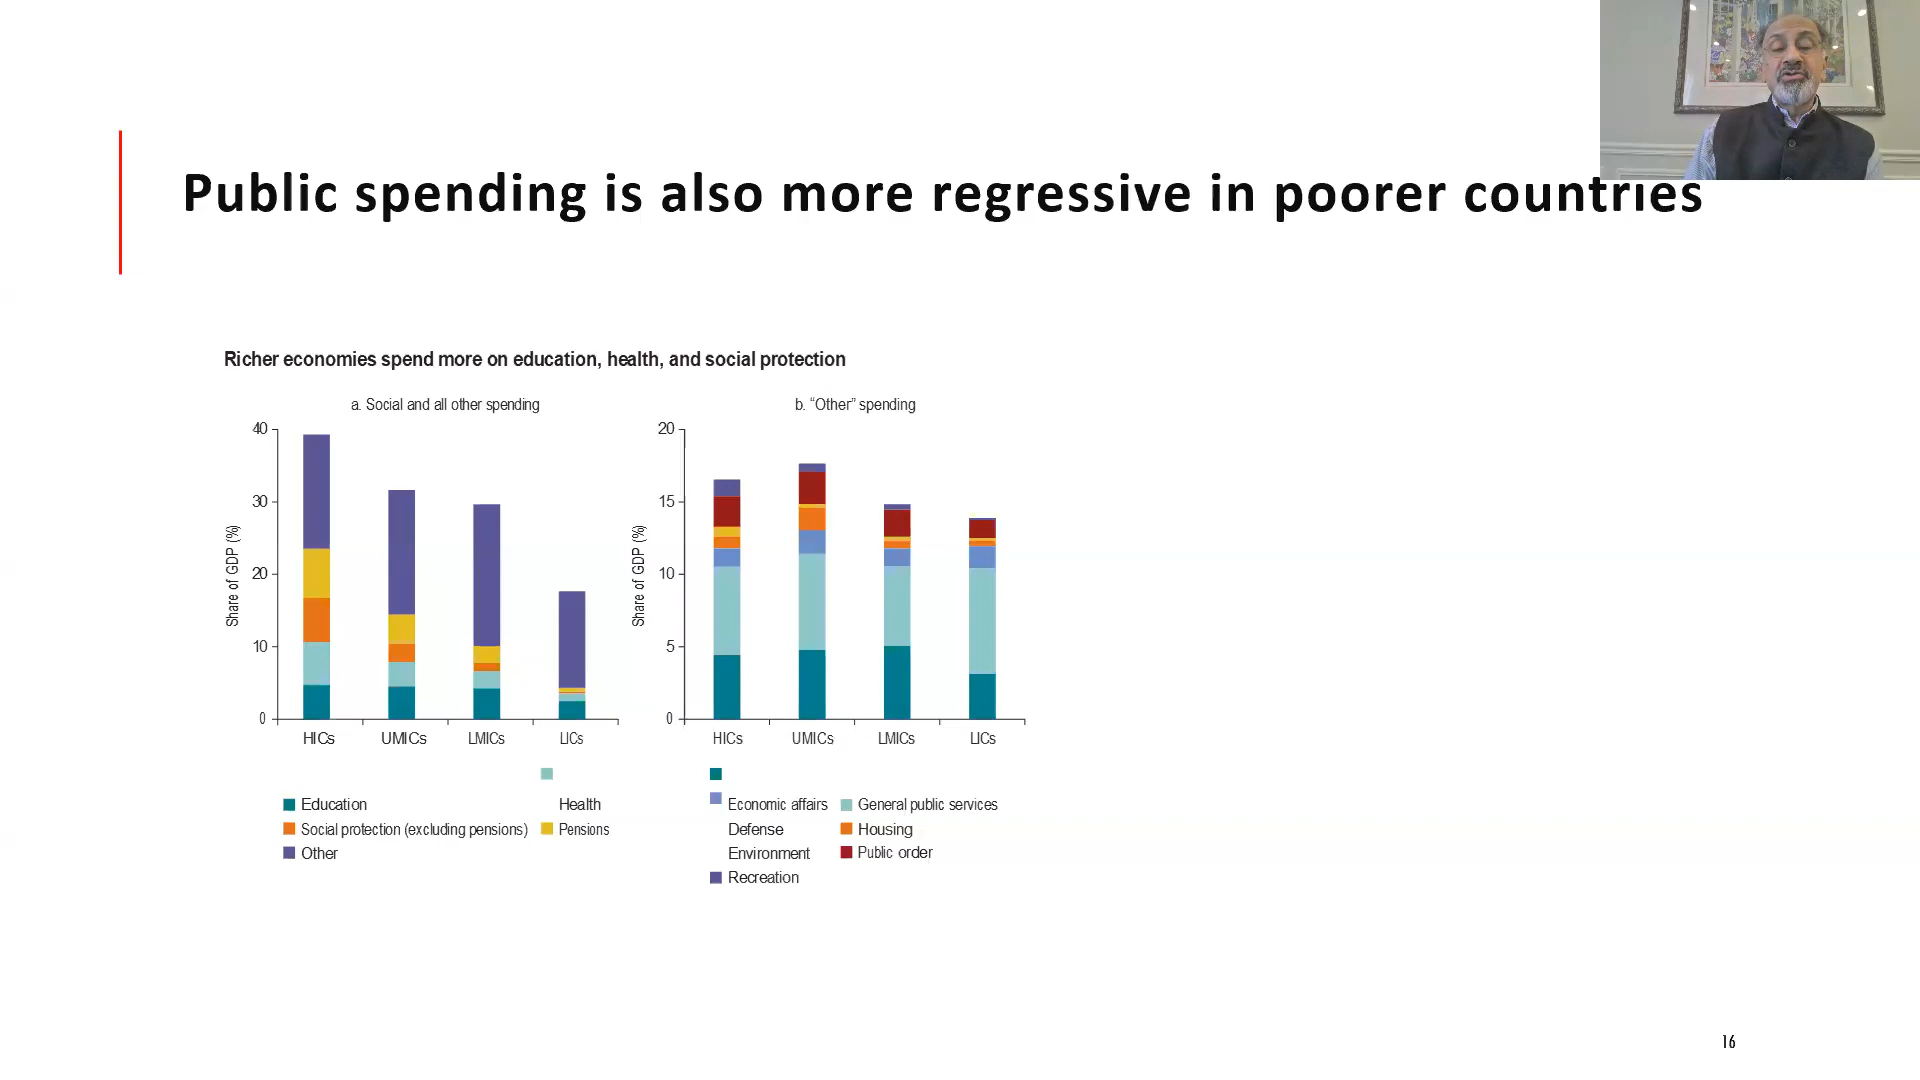 Public spending is also more regressive in poorer countries
Richer economies spend more on education, health, and social protection
a. Social and all other spending
40
30
20
10
0
Share of GDP (%)
HICs UMICs LMICs LICs
Education
Health
Social protection (excluding pensions)
Pensions
Other
b. “Other” spending
20
15
10
5
0
Share of GDP (%)
HICs UMICs LMICs LICs
Economic affairs
General public services
Defense
Housing
Environment
Public order
Recreation
16